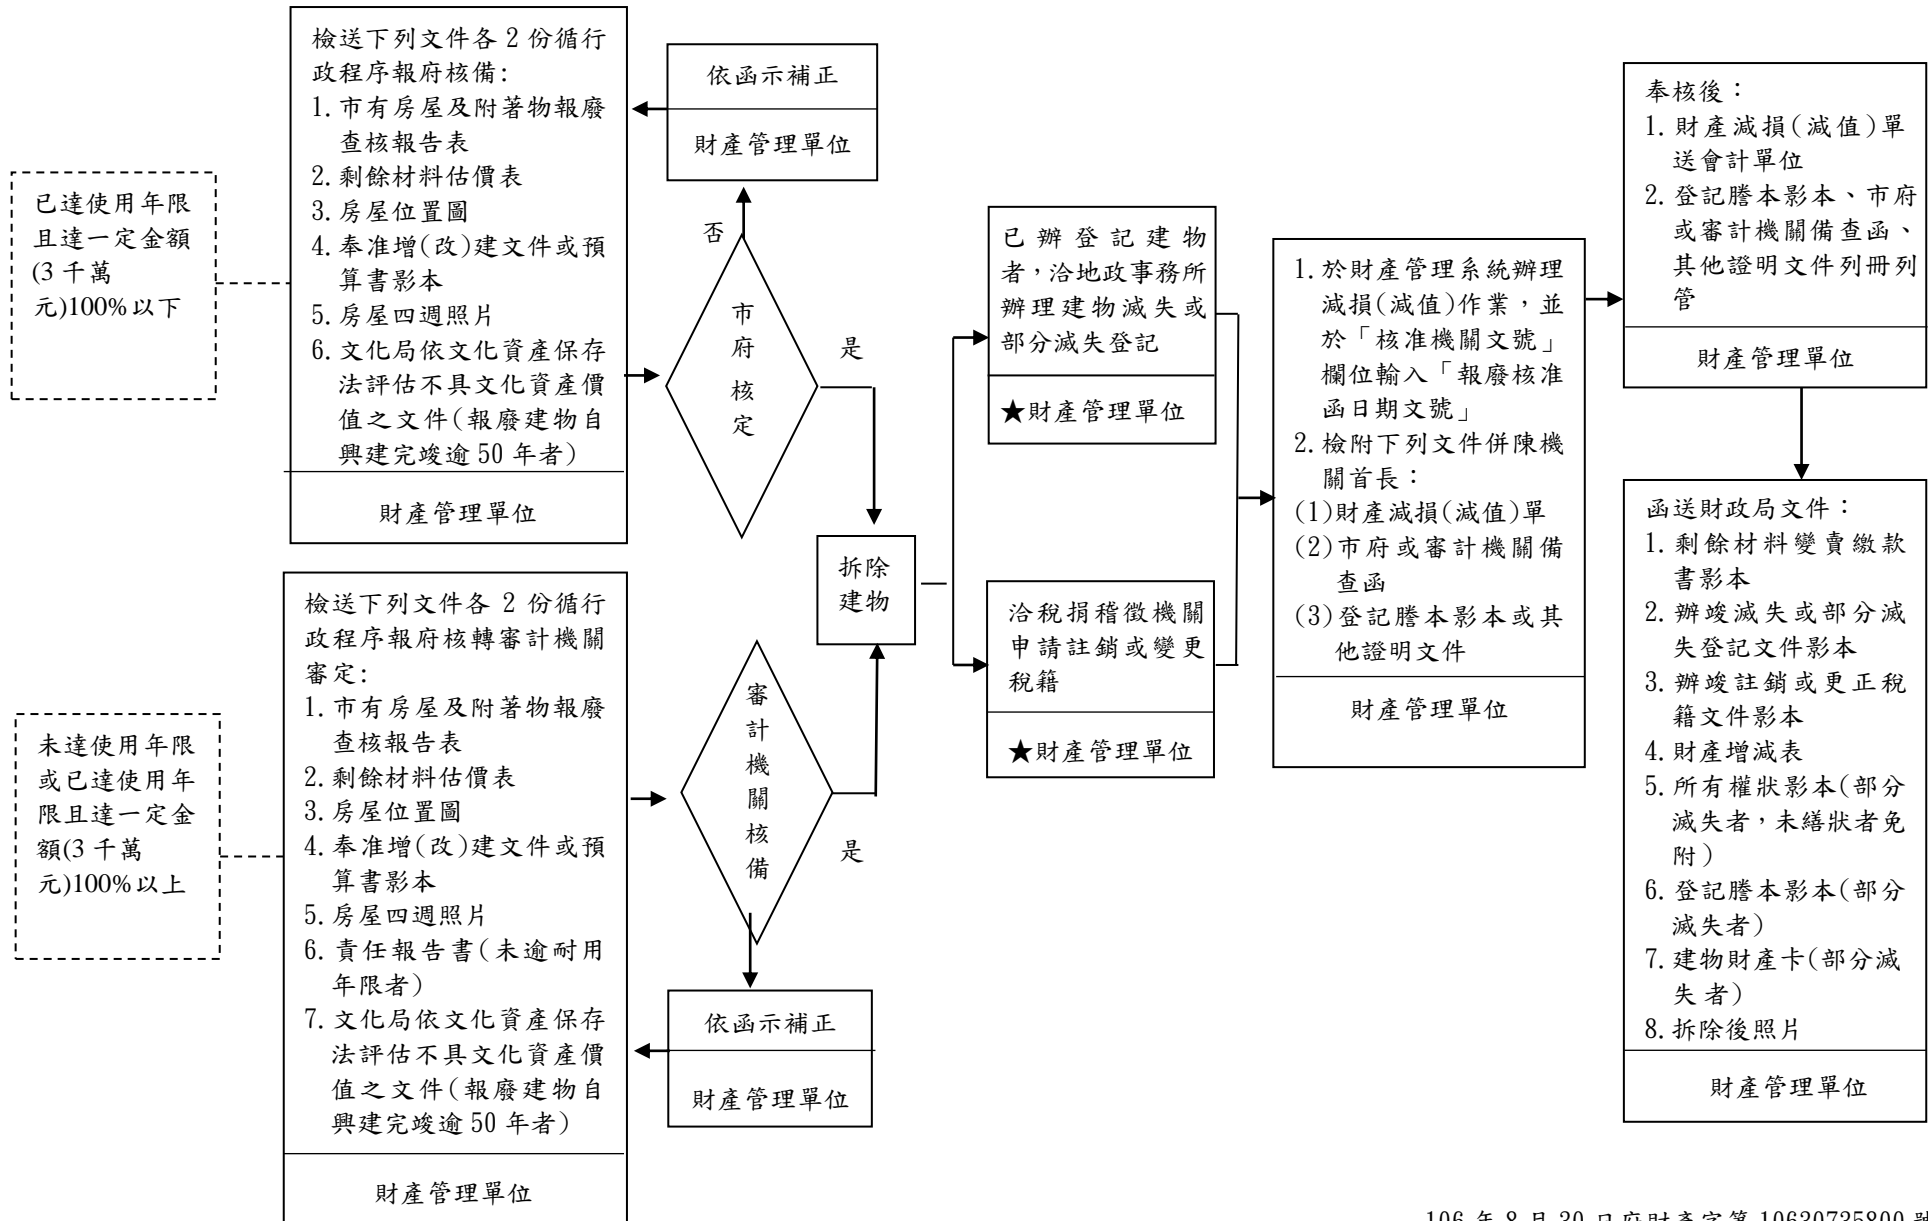 已達使用年限
且達一定金額
(3 千萬
元)100%以下
檢送下列文件各 2 份循行
政程序報府核備:
1.市有房屋及附著物報廢
查核報告表
2.剩餘材料估價表
3.房屋位置圖
4.奉准增(改)建文件或預
算書影本
5.房屋四週照片
6.文化局依文化資產保存
法評估不具文化資產價
值之文件(報廢建物自
興建完竣逾 50 年者)
財產管理單位
依函示補正
財產管理單位
否
市
府
核
定
是
未達使用年限
或已達使用年
限且達一定金
額(3 千萬
元)100%以上
檢送下列文件各 2 份循行
政程序報府核轉審計機關
審定:
1.市有房屋及附著物報廢
查核報告表
2.剩餘材料估價表
3.房屋位置圖
4.奉准增(改)建文件或預
算書影本
5.房屋四週照片
6.責任報告書(未逾耐用
年限者)
7.文化局依文化資產保存
法評估不具文化資產價
值之文件(報廢建物自
興建完竣逾 50 年者)
財產管理單位
審
計
機
關
核
備
是
依函示補正
財產管理單位
拆除
建物
已辦登記建物
者,洽地政事務所
辦理建物滅失或
部分滅失登記
★財產管理單位
洽稅捐稽徵機關
申請註銷或變更
稅籍
★財產管理單位
1.於財產管理系統辦理
減損(減值)作業,並
於「核准機關文號」
欄位輸入「報廢核准
函日期文號」
2.檢附下列文件併陳機
關首長:
(1)財產減損(減值)單
(2)市府或審計機關備
查函
(3)登記謄本影本或其
他證明文件
財產管理單位
奉核後:
1.財產減損(減值)單
送會計單位
2.登記謄本影本、市府
或審計機關備查函、
其他證明文件列冊列
管
財產管理單位
函送財政局文件:
1.剩餘材料變賣繳款
書影本
2.辦竣滅失或部分滅
失登記文件影本
3.辦竣註銷或更正稅
籍文件影本
4.財產增減表
5.所有權狀影本(部分
滅失者,未繕狀者免
附)
6.登記謄本影本(部分
滅失者)
7.建物財產卡(部分滅
失者)
8.拆除後照片
財產管理單位